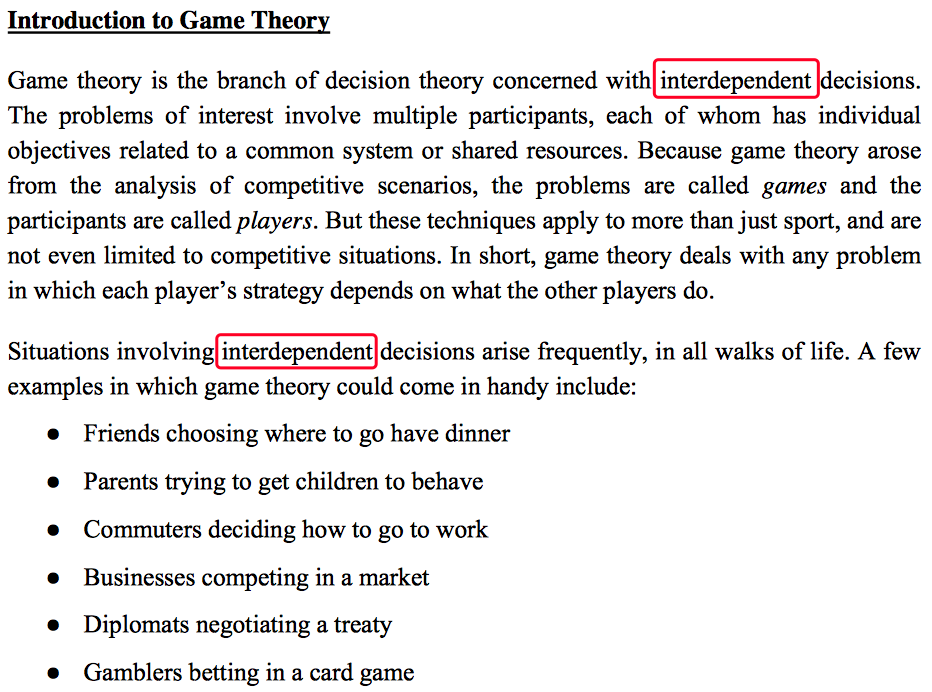 Introduction to Game Theory
Game theory is the branch of decision theory concerned with interdependent decisions.
The problems of interest involve multiple participants, each of whom has individual
objectives related to a common system or shared resources. Because game theory arose
from the analysis of competitive scenarios, the problems are called games and the
participants are called players. But these techniques apply to more than just sport, and are
not even limited to competitive situations. In short, game theory deals with any problem
in which each player’s strategy depends on what the other players do.
Situations involving interdependent decisions arise frequently, in all walks of life. A few
examples in which game theory could come in handy include:
● Friends choosing where to go have dinner
● Parents trying to get children to behave
● Commuters deciding how to go to work
● Businesses competing in a market
● Diplomats negotiating a treaty
● Gamblers betting in a card game